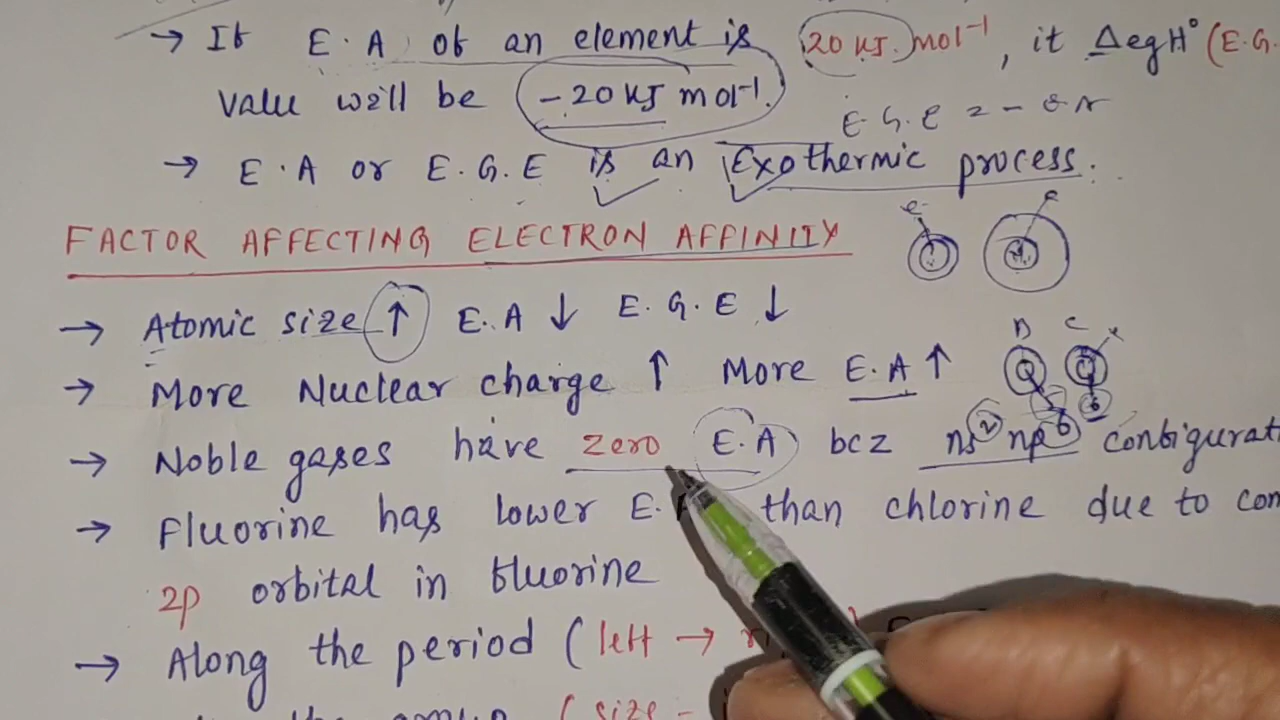 → If E.A of an element is 20 KJ mol⁻¹, it ΔegH° (E.G.
value will be -20 KJ mol⁻¹.
E.G.E = -
→ E.A or E.G.E is an Exothermic process.
FACTOR AFFECTING ELECTRON AFFINITY
→ Atomic size ↑ E.A ↓ E.G.E ↓
→ More Nuclear charge ↑ More E.A ↑
→ Noble gases have zero E.A bcz ns² np⁶ configurat
→ Fluorine has lower E. than chlorine due to com
2p orbital in fluorine
→ Along the period (left →
(size -